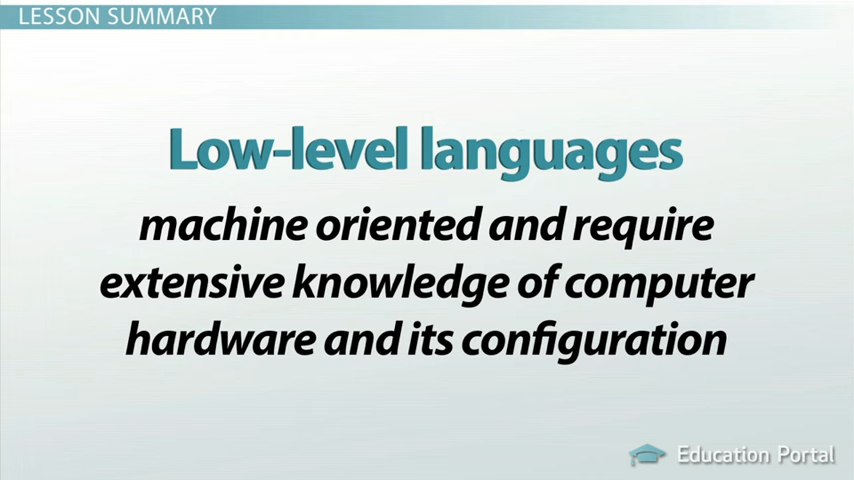 LESSON SUMMARY
Low-level languages
machine oriented and require
extensive knowledge of computer
hardware and its configuration
Education Portal